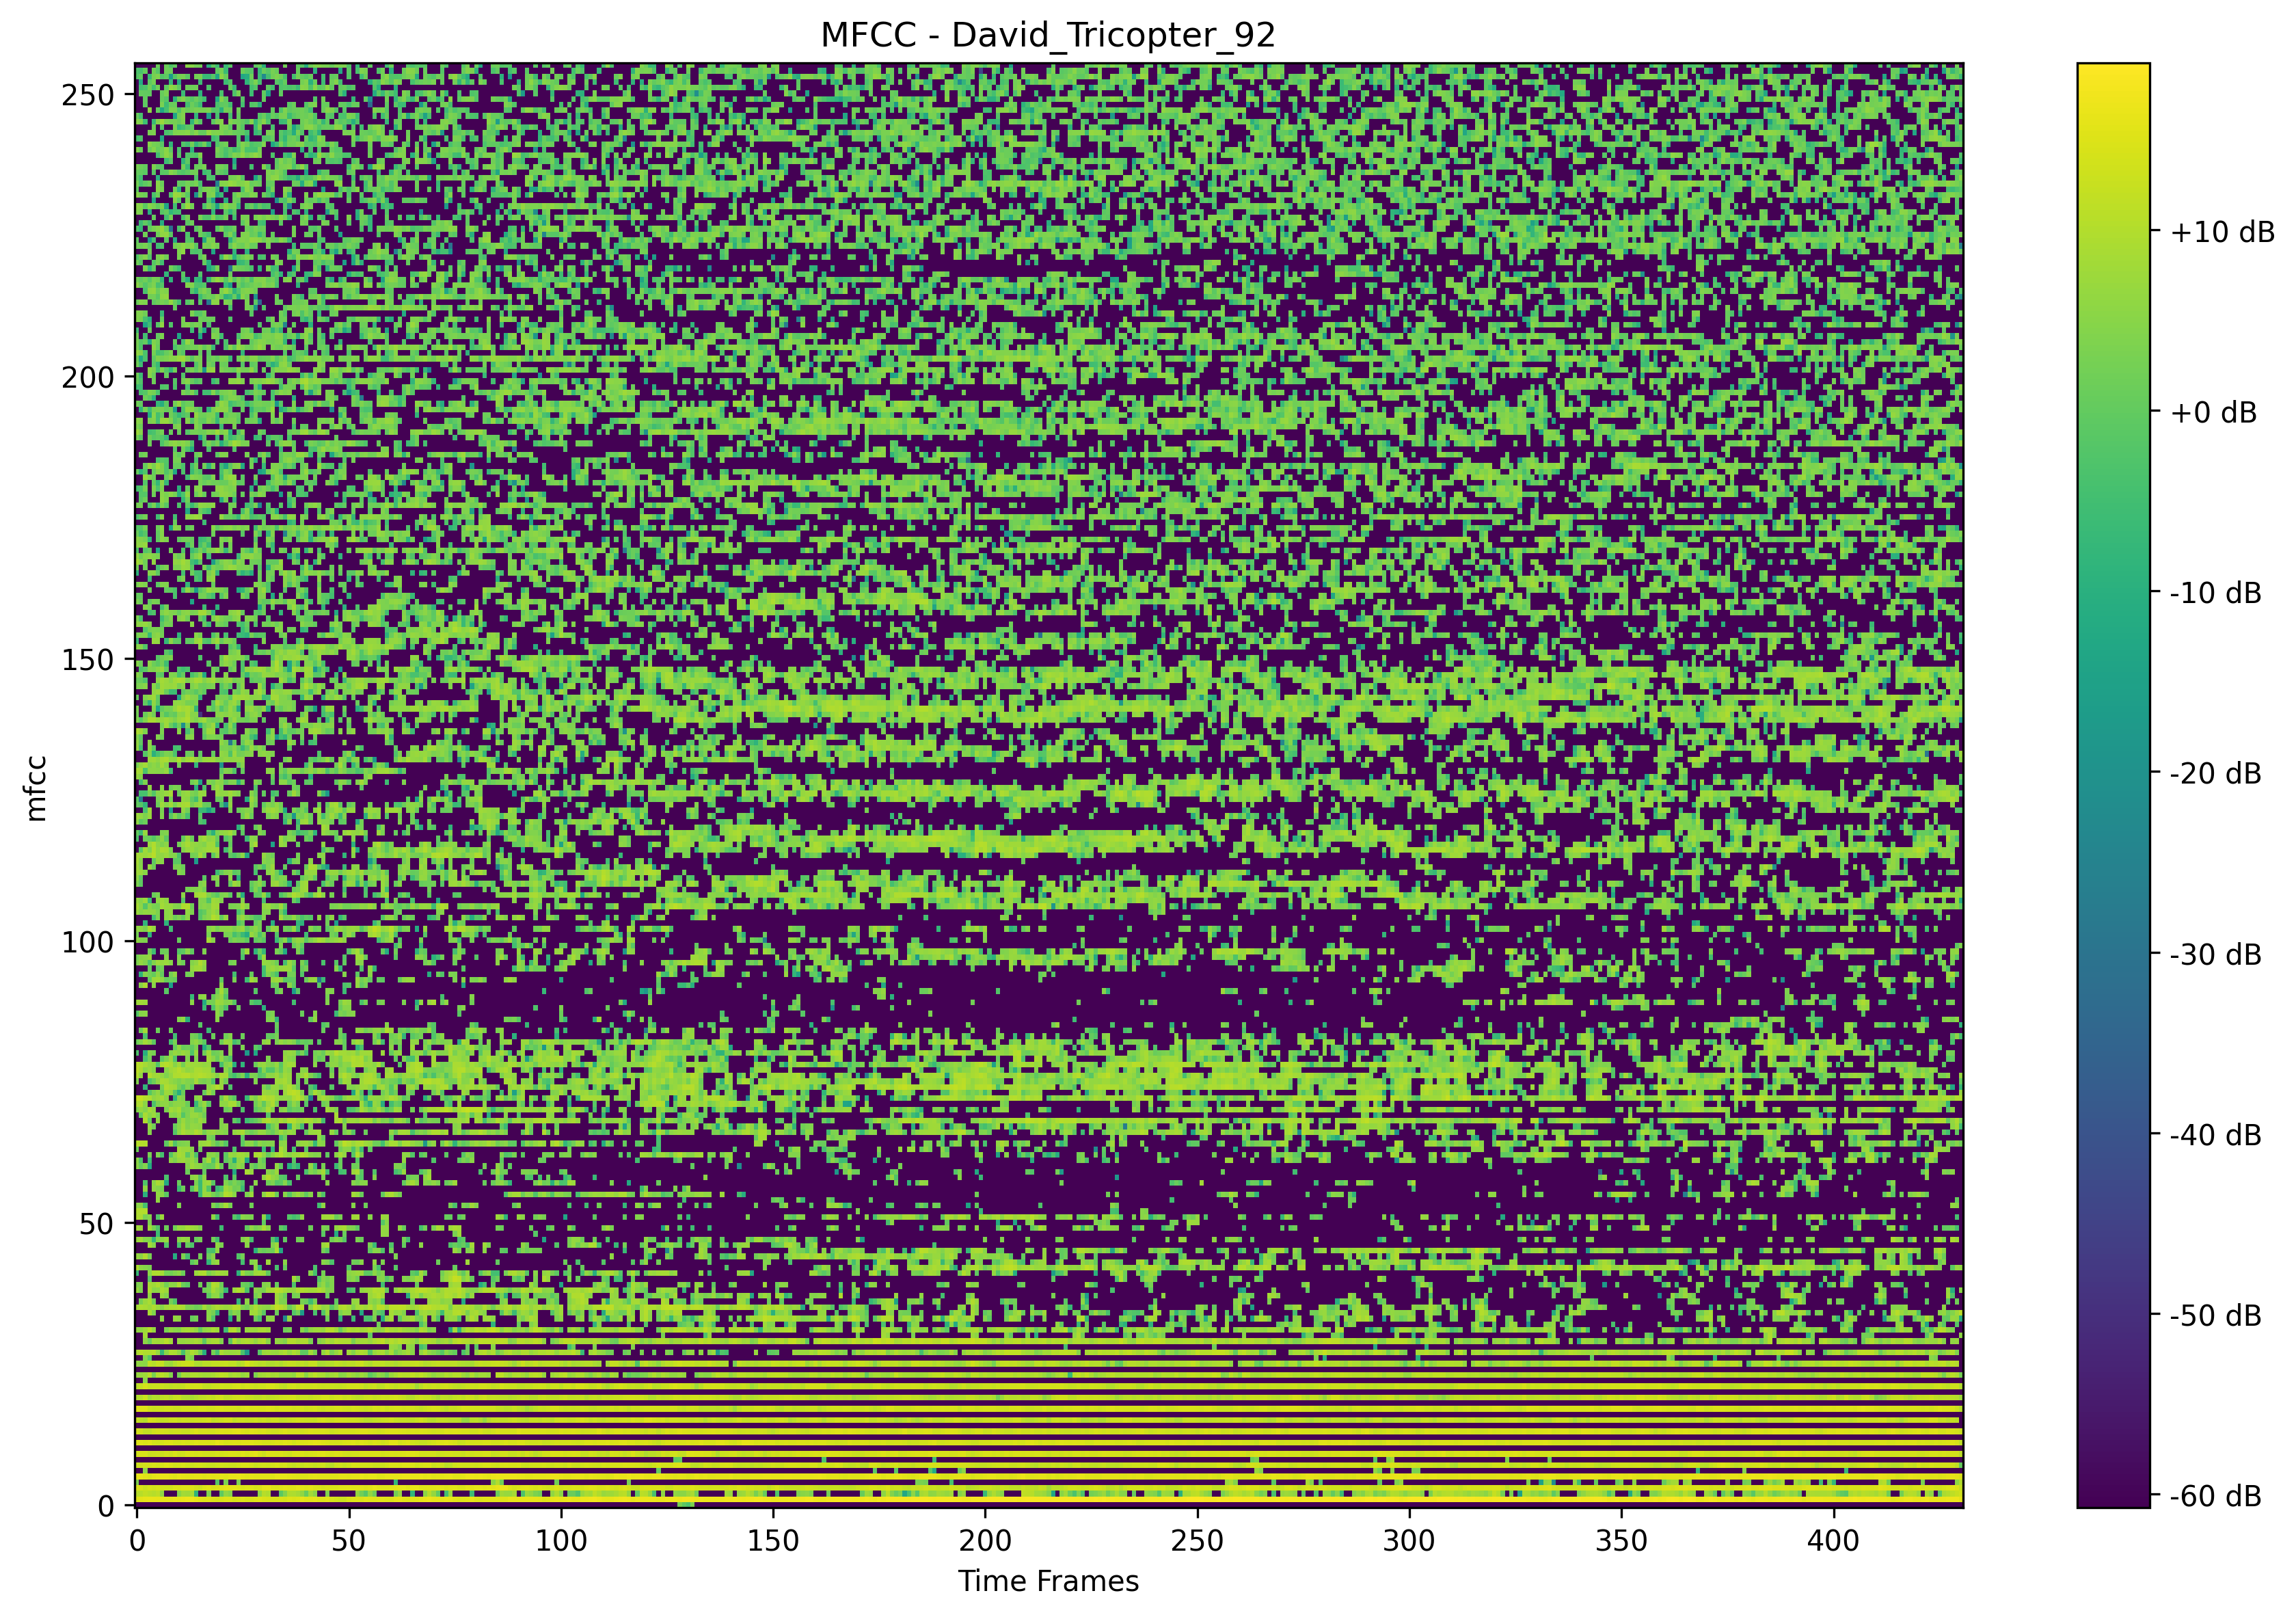 MFCC - David_Tricopter_92
250
200
150
100
50
0
mfcc
0 50 100 150 200 250 300 350 400
Time Frames
+10 dB
+0 dB
-10 dB
-20 dB
-30 dB
-40 dB
-50 dB
-60 dB